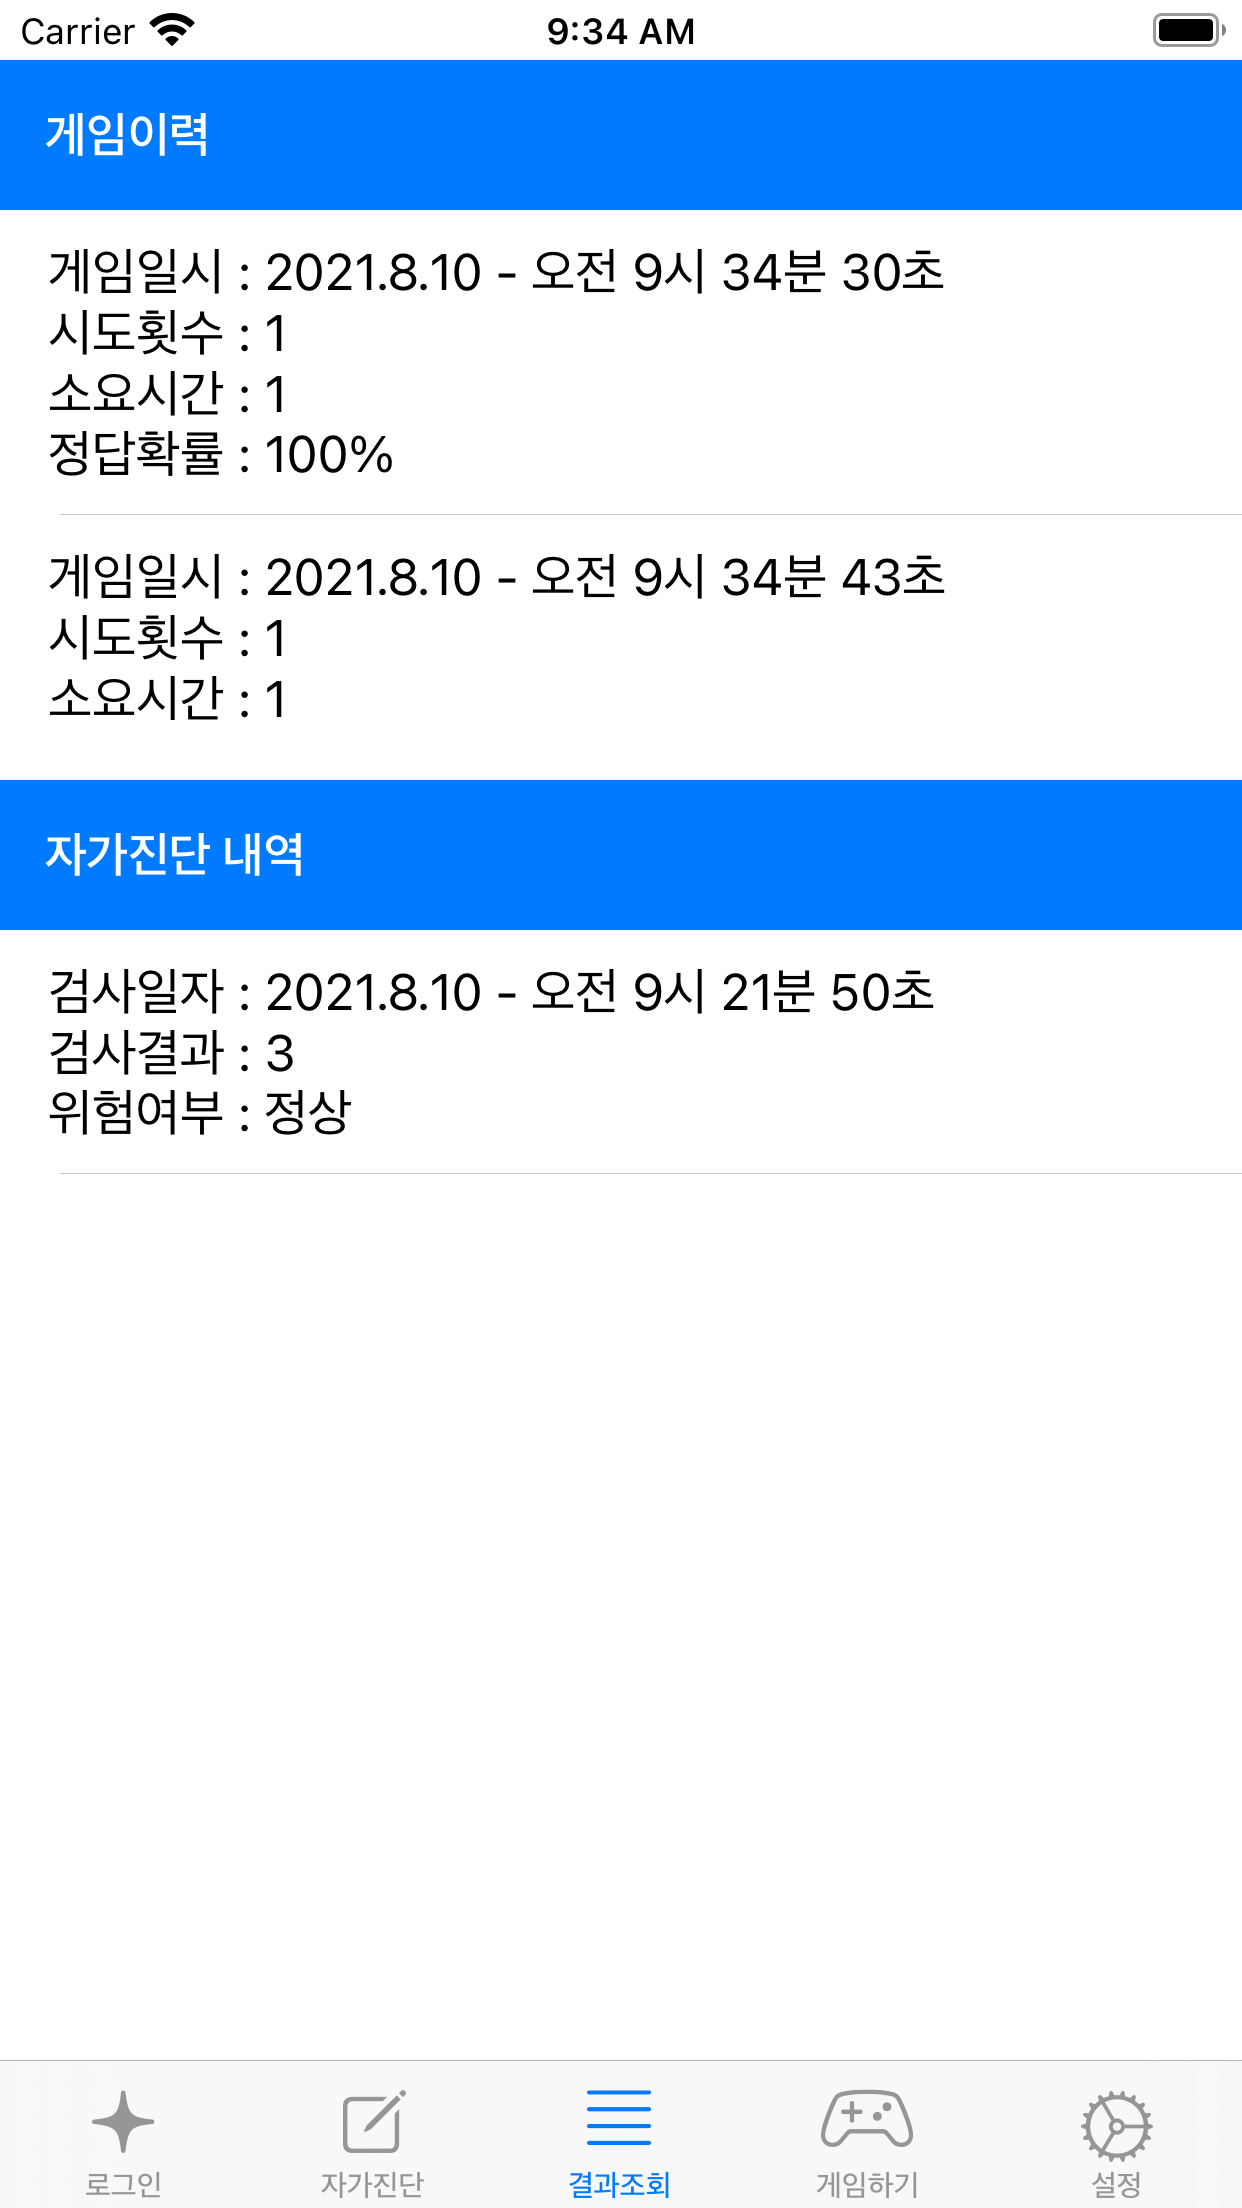 Carrier 9:34 AM
게임이력
게임일시 : 2021.8.10 - 오전 9시 34분 30초
시도횟수 : 1
소요시간 : 1
정답확률 : 100%
게임일시 : 2021.8.10 - 오전 9시 34분 43초
시도횟수 : 1
소요시간 : 1
자가진단 내역
검사일자 : 2021.8.10 - 오전 9시 21분 50초
검사결과 : 3
위험여부 : 정상
로그인 자가진단 결과조회 게임하기 설정